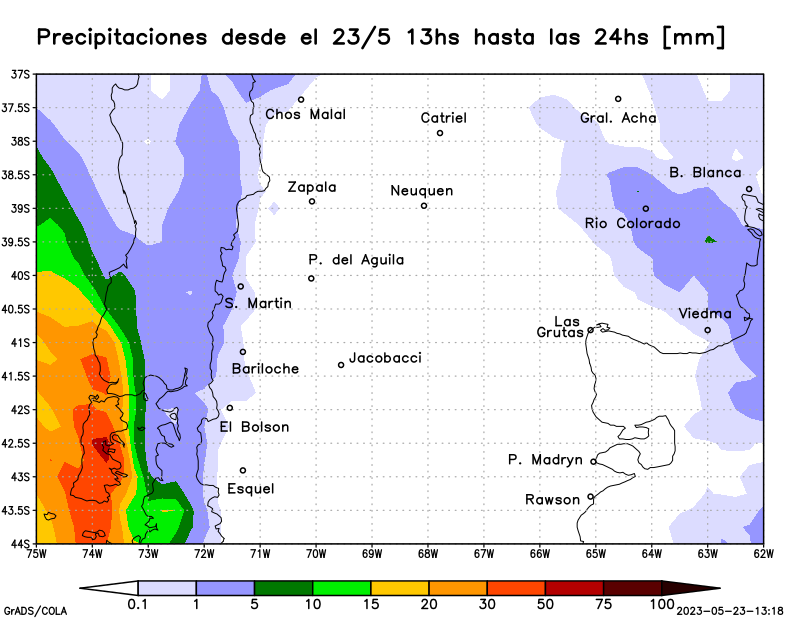 Precipitaciones desde el 23/5 13hs hasta las 24hs [mm]
37S
37.5S
38S
38.5S
39S
39.5S
40S
40.5S
41S
41.5S
42S
42.5S
43S
43.5S
44S
Chos Malal
Catriel
Gral. Acha
B. Blanca
Zapala
Neuquen
Rio Colorado
P. del Aguila
S. Martin
Viedma
Las
Grutas
Bariloche
Jacobacci
El Bolson
P. Madryn
Esquel
Rawson
75W 74W 73W 72W 71W 70W 69W 68W 67W 66W 65W 64W 63W 62W
0.1 1 5 10 15 20 30 50 75 100
GrADS/COLA
2023-05-23-13:18